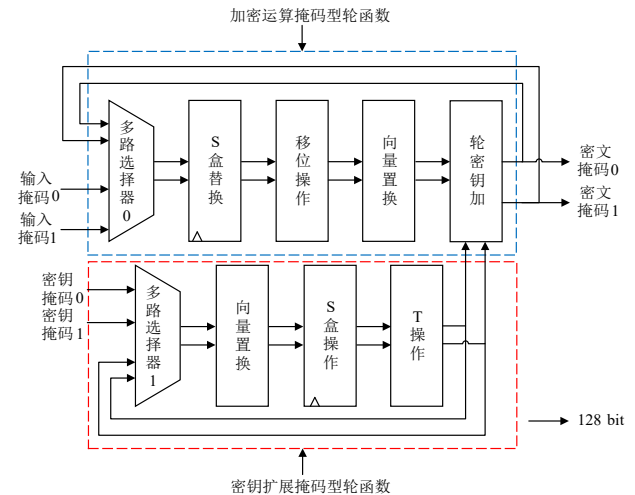 加密运算掩码型轮函数
多路选择器0
S盒替换
移位操作
向量置换
轮密钥加
输入
掩码0
输入
掩码1
密文
掩码0
密文
掩码1
密钥
掩码0
密钥
掩码1
多路选择器1
向量置换
S盒操作
T操作
128 bit
密钥扩展掩码型轮函数